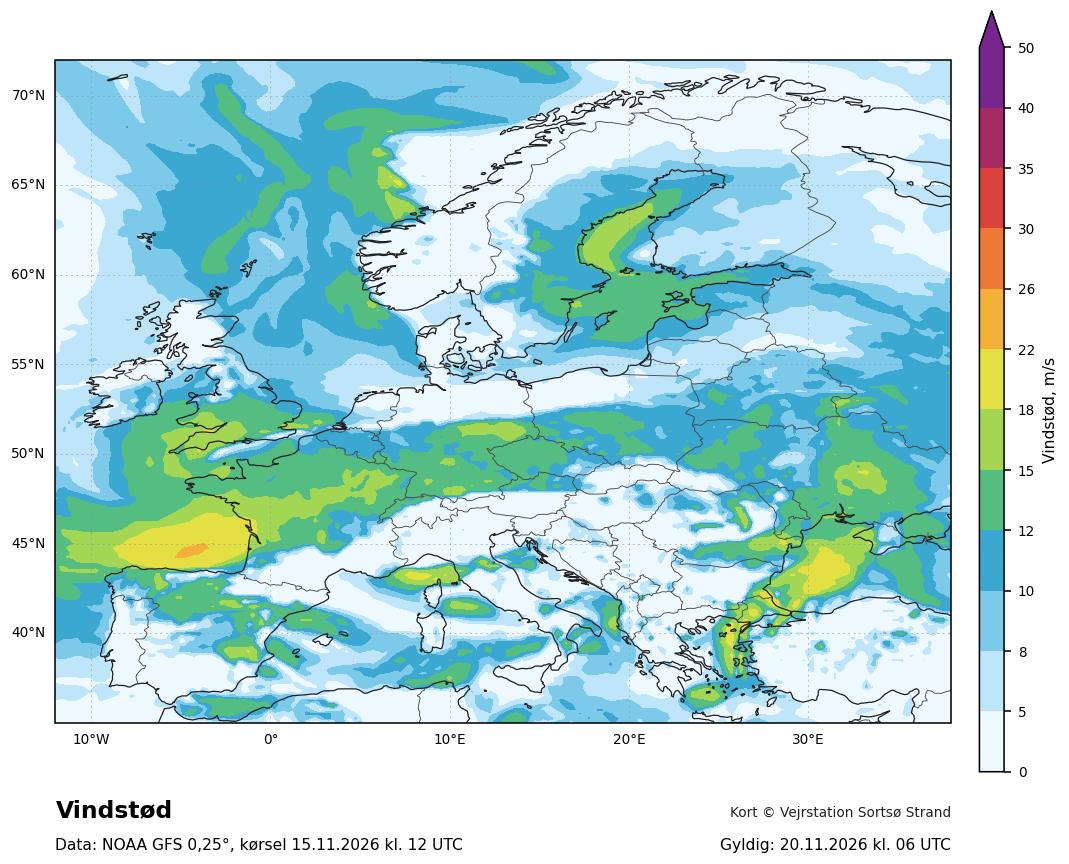 50
40
35
30
26
22
18
15
12
10
8
5
0
Vindstød, m/s
70°N
65°N
60°N
55°N
50°N
45°N
40°N
10°W
0°
10°E
20°E
30°E
Vindstød
Kort © Vejrstation Sortsø Strand
Data: NOAA GFS 0,25°, kørsel 15.11.2026 kl. 12 UTC
Gyldig: 20.11.2026 kl. 06 UTC